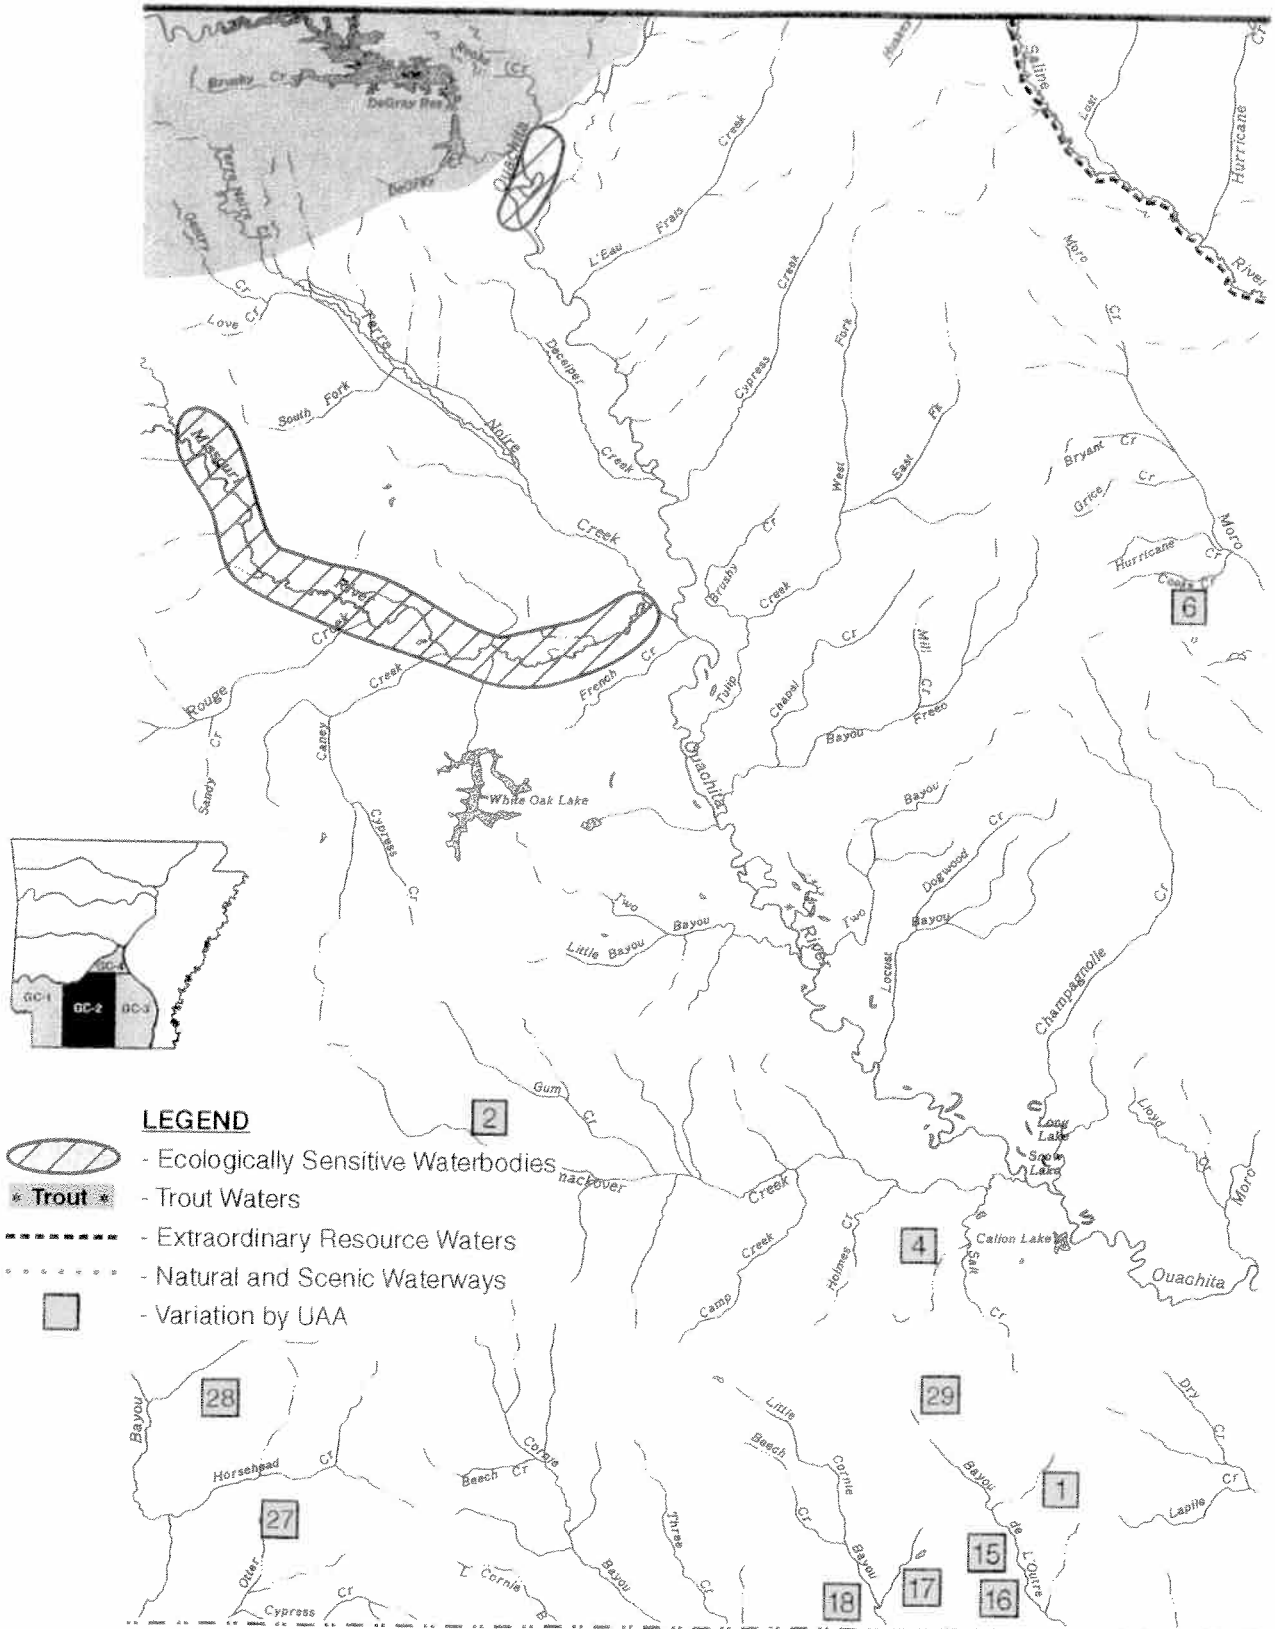 Saline
Lost
Cr
Hurricane
River
Brushy Cr
Cr
DeGray Res
DeGray
Ouachita
Terre Noire Cr
Cr
Love Cr
L'Eau Frais Creek
Cypress Creek
Moro Cr
Terre Noire Creek
Deceiper Creek
South Fork
West Fork
East Fk
Missouri River
Bryant Cr
Grice Cr
Moro
Hurricane Cr
Cooks Cr
6
Brushy Cr
Tulip Creek
Chapel Cr
Mill Cr
Bayou Freeo
Rouge Creek
Sandy Cr
Caney Creek
French Cr
Cypress Cr
White Oak Lake
Ouachita River
Two Bayou
Little Bayou
Two Bayou
Dogwood Cr
Locust Bayou
Champagnolle Cr
GC-1
GC-2
GC-3
GC-4
Gum Cr
2
nackover Creek
Camp Creek
Holmes Cr
4
Salt Cr
Long Lake
Snow Lake
Calion Lake
Lloyd Cr
Moro
Ouachita
LEGEND
- Ecologically Sensitive Waterbodies
* Trout * - Trout Waters
- Extraordinary Resource Waters
- Natural and Scenic Waterways
- Variation by UAA
28
Bayou
Horsehead Cr
27
Otter
Cypress Cr
Beech Cr
Cornie Bayou
L Cornie B
Three Cr
Little Cornie Bayou
Beech Cr
18
17
29
Bayou de L'Outre
15
16
1
Dry Cr
Lapile Cr